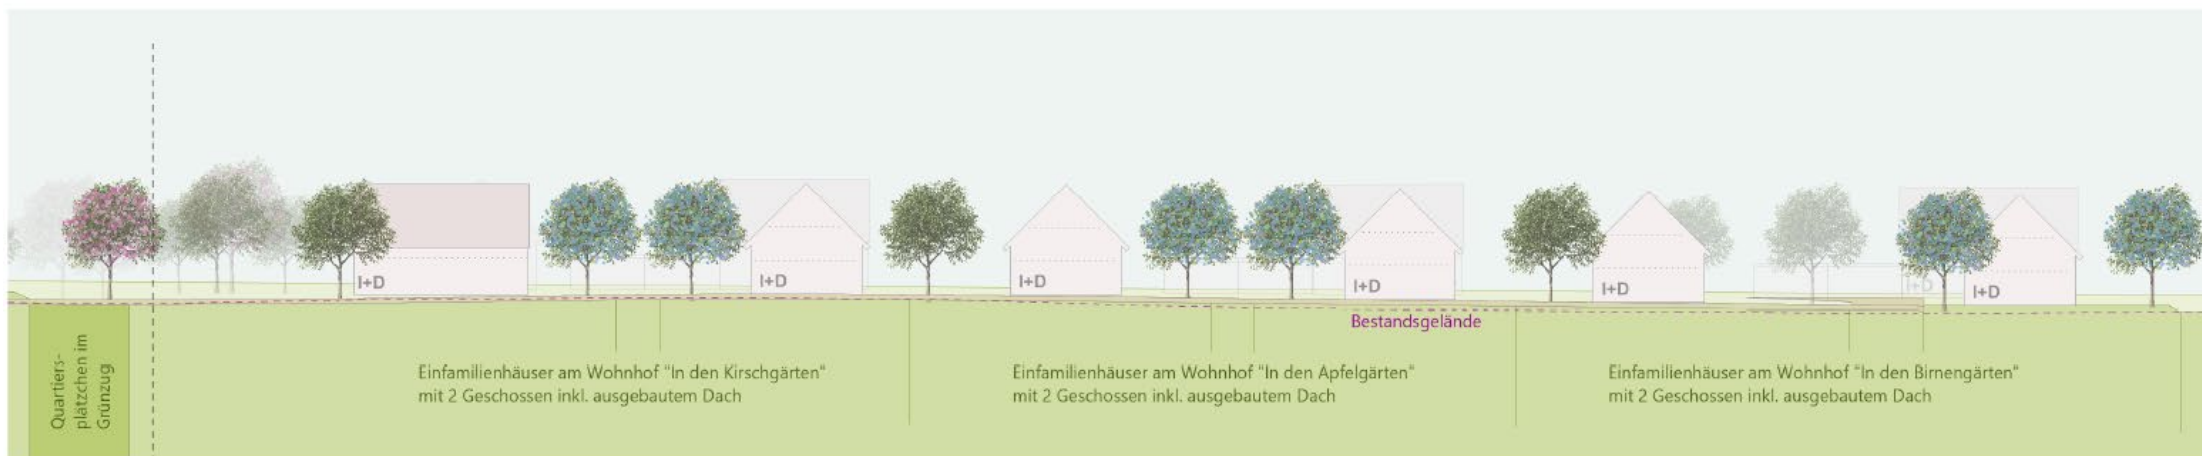 I+D
I+D
I+D
I+D
I+D
I+D
I+D
Bestandsgelände
Quartiers-
plätzchen im
Grünzug
Einfamilienhäuser am Wohnhof "In den Kirschgärten"
mit 2 Geschossen inkl. ausgebautem Dach
Einfamilienhäuser am Wohnhof "In den Apfelgärten"
mit 2 Geschossen inkl. ausgebautem Dach
Einfamilienhäuser am Wohnhof "In den Birnengärten"
mit 2 Geschossen inkl. ausgebautem Dach